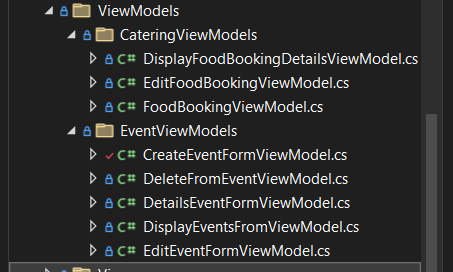 ViewModels
CateringViewModels
C# DisplayFoodBookingDetailsViewModel.cs
C# EditFoodBookingViewModel.cs
C# FoodBookingViewModel.cs
EventViewModels
C# CreateEventFormViewModel.cs
C# DeleteFromEventViewModel.cs
C# DetailsEventFormViewModel.cs
C# DisplayEventsFromViewModel.cs
C# EditEventFormViewModel.cs